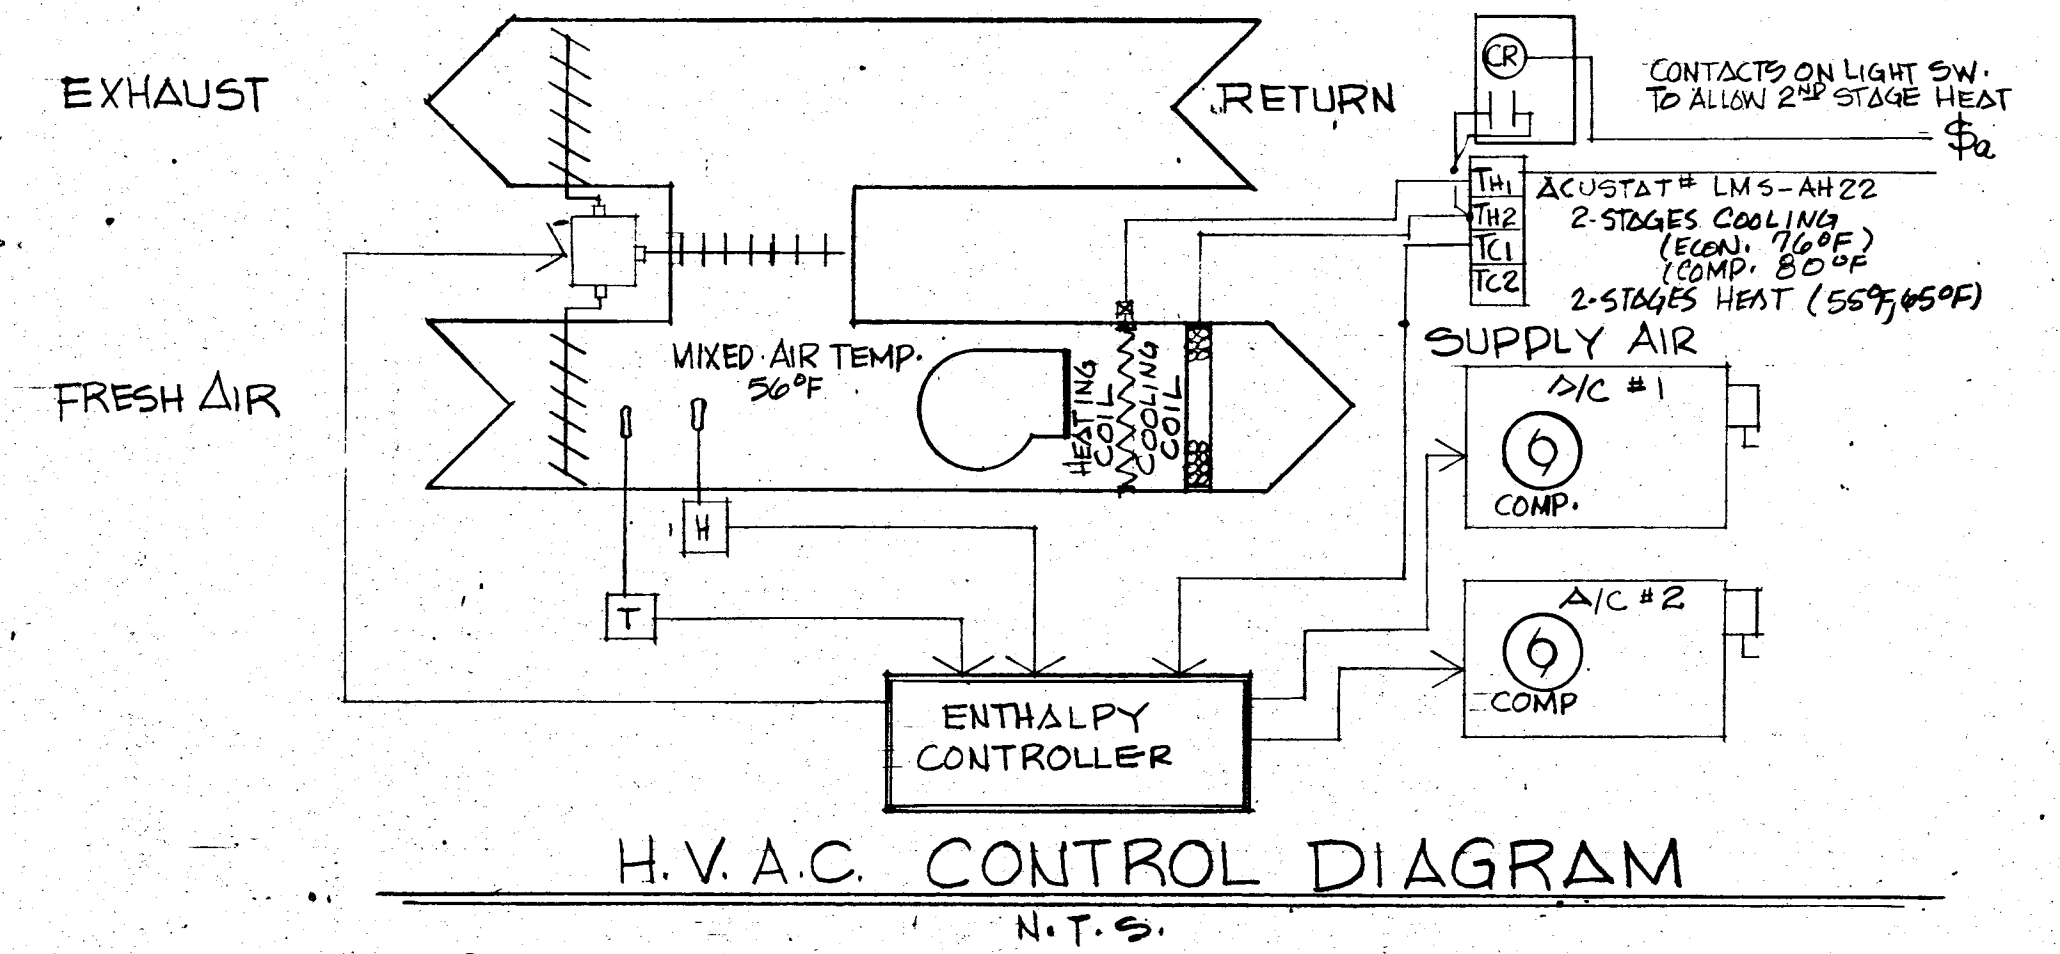 EXHAUST
RETURN
CR
CONTACTS ON LIGHT SW.
TO ALLOW 2ND STAGE HEAT
$a
TH1
TH2
TC1
TC2
ACUSTAT# LMS-AH22
2-STAGES COOLING
(ECON. 76°F)
(COMP. 80°F
2-STAGES HEAT (55°F, 65°F)
SUPPLY AIR
FRESH AIR
MIXED AIR TEMP.
56°F
HEATING
COIL
COOLING
COIL
A/C #1
COMP.
H
T
A/C #2
COMP
ENTHALPY
CONTROLLER
H.V.A.C. CONTROL DIAGRAM
N.T.S.